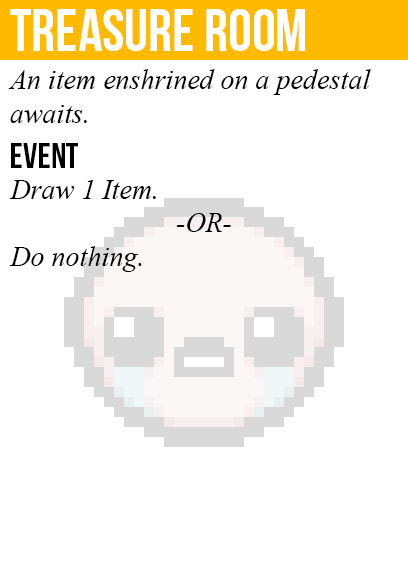 TREASURE ROOM
An item enshrined on a pedestal
awaits.
EVENT
Draw 1 Item.
-OR-
Do nothing.